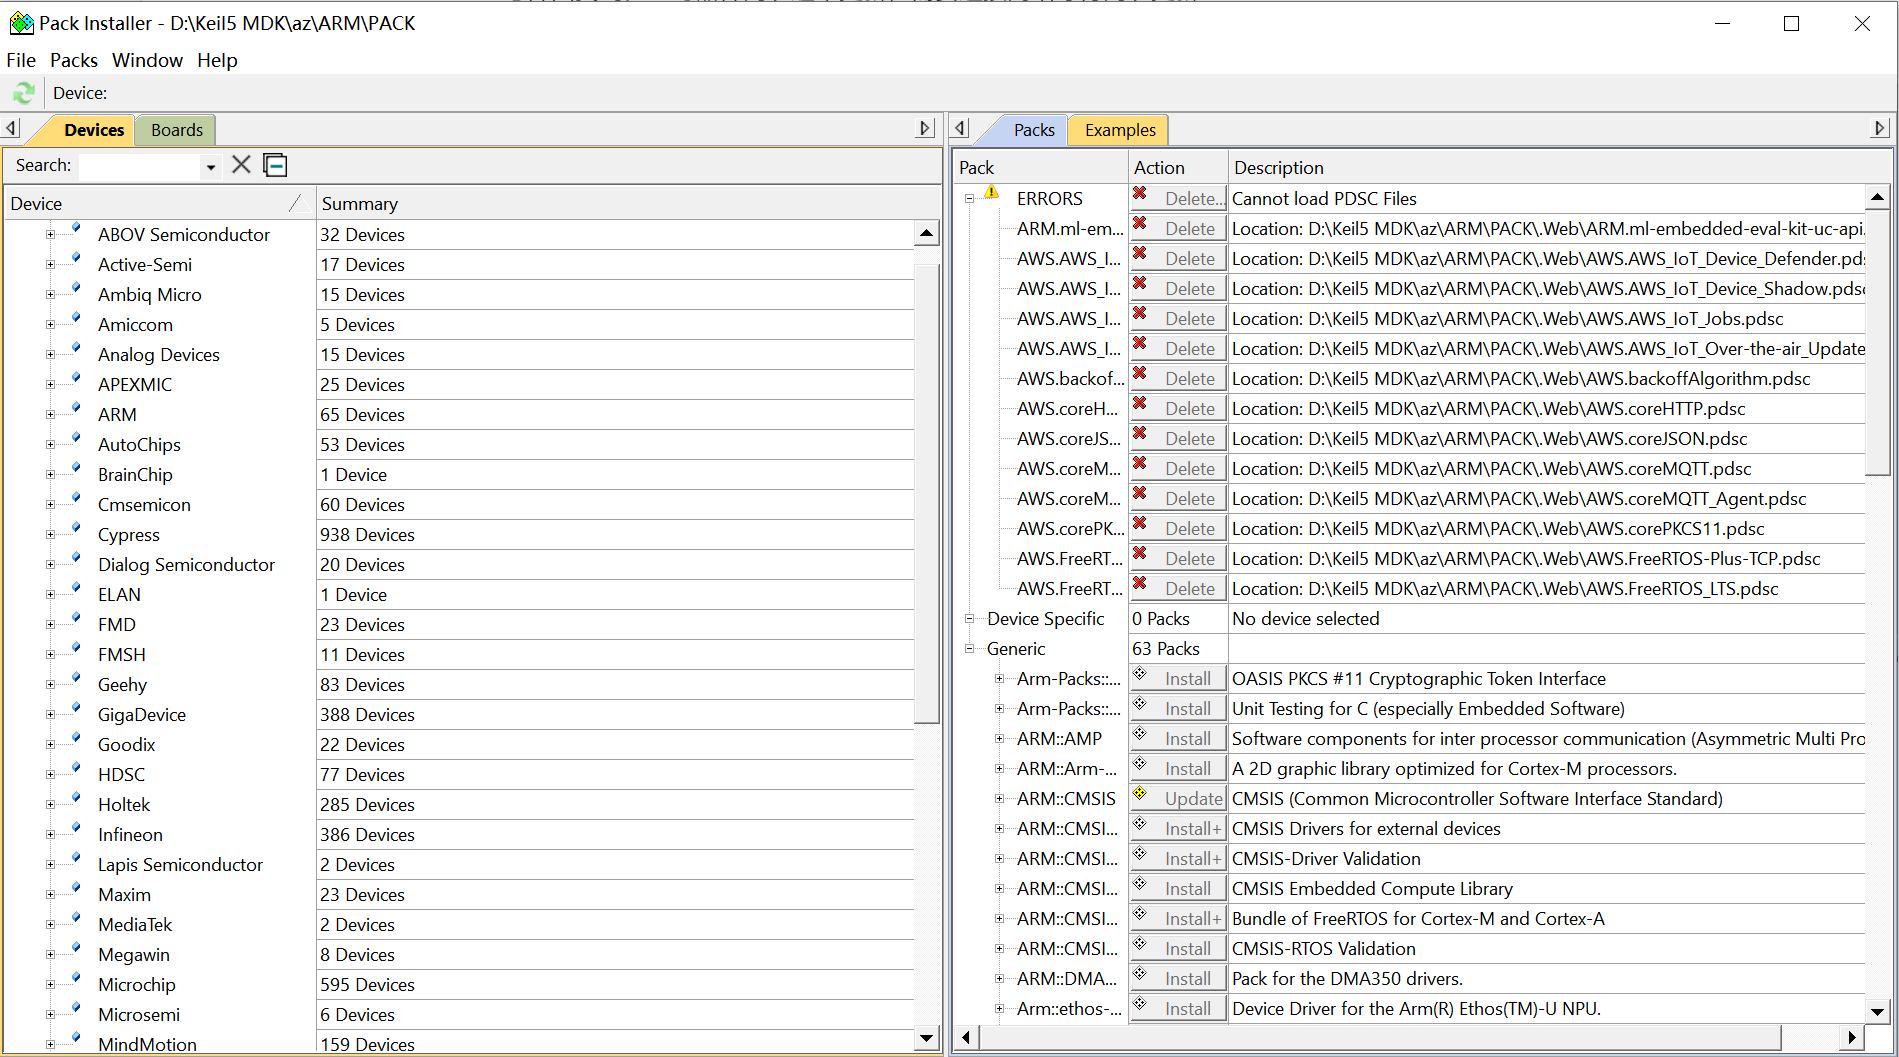 Pack Installer - D:\Keil5 MDK\az\ARM\PACK
File Packs Window Help
Device:
Devices Boards
Search:
Device Summary
ABOV Semiconductor 32 Devices
Active-Semi 17 Devices
Ambiq Micro 15 Devices
Amiccom 5 Devices
Analog Devices 15 Devices
APEXMIC 25 Devices
ARM 65 Devices
AutoChips 53 Devices
BrainChip 1 Device
Cmsemicon 60 Devices
Cypress 938 Devices
Dialog Semiconductor 20 Devices
ELAN 1 Device
FMD 23 Devices
FMSH 11 Devices
Geehy 83 Devices
GigaDevice 388 Devices
Goodix 22 Devices
HDSC 77 Devices
Holtek 285 Devices
Infineon 386 Devices
Lapis Semiconductor 2 Devices
Maxim 23 Devices
MediaTek 2 Devices
Megawin 8 Devices
Microchip 595 Devices
Microsemi 6 Devices
MindMotion 159 Devices
Packs Examples
Pack Action Description
ERRORS Delete... Cannot load PDSC Files
ARM.ml-em... Delete Location: D:\Keil5 MDK\az\ARM\PACK\.Web\ARM.ml-embedded-eval-kit-uc-api.
AWS.AWS_I... Delete Location: D:\Keil5 MDK\az\ARM\PACK\.Web\AWS.AWS_IoT_Device_Defender.pds
AWS.AWS_I... Delete Location: D:\Keil5 MDK\az\ARM\PACK\.Web\AWS.AWS_IoT_Device_Shadow.pdsc
AWS.AWS_I... Delete Location: D:\Keil5 MDK\az\ARM\PACK\.Web\AWS.AWS_IoT_Jobs.pdsc
AWS.AWS_I... Delete Location: D:\Keil5 MDK\az\ARM\PACK\.Web\AWS.AWS_IoT_Over-the-air_Update
AWS.backof... Delete Location: D:\Keil5 MDK\az\ARM\PACK\.Web\AWS.backoffAlgorithm.pdsc
AWS.coreH... Delete Location: D:\Keil5 MDK\az\ARM\PACK\.Web\AWS.coreHTTP.pdsc
AWS.coreJS... Delete Location: D:\Keil5 MDK\az\ARM\PACK\.Web\AWS.coreJSON.pdsc
AWS.coreM... Delete Location: D:\Keil5 MDK\az\ARM\PACK\.Web\AWS.coreMQTT.pdsc
AWS.coreM... Delete Location: D:\Keil5 MDK\az\ARM\PACK\.Web\AWS.coreMQTT_Agent.pdsc
AWS.corePK... Delete Location: D:\Keil5 MDK\az\ARM\PACK\.Web\AWS.corePKCS11.pdsc
AWS.FreeRT... Delete Location: D:\Keil5 MDK\az\ARM\PACK\.Web\AWS.FreeRTOS-Plus-TCP.pdsc
AWS.FreeRT... Delete Location: D:\Keil5 MDK\az\ARM\PACK\.Web\AWS.FreeRTOS_LTS.pdsc
Device Specific 0 Packs No device selected
Generic 63 Packs
Arm-Packs::... Install OASIS PKCS #11 Cryptographic Token Interface
Arm-Packs::... Install Unit Testing for C (especially Embedded Software)
ARM::AMP Install Software components for inter processor communication (Asymmetric Multi Pro
ARM::Arm-... Install A 2D graphic library optimized for Cortex-M processors.
ARM::CMSIS Update CMSIS (Common Microcontroller Software Interface Standard)
ARM::CMSI... Install+ CMSIS Drivers for external devices
ARM::CMSI... Install+ CMSIS-Driver Validation
ARM::CMSI... Install CMSIS Embedded Compute Library
ARM::CMSI... Install+ Bundle of FreeRTOS for Cortex-M and Cortex-A
ARM::CMSI... Install CMSIS-RTOS Validation
ARM::DMA... Install Pack for the DMA350 drivers.
Arm::ethos-... Install Device Driver for the Arm(R) Ethos(TM)-U NPU.